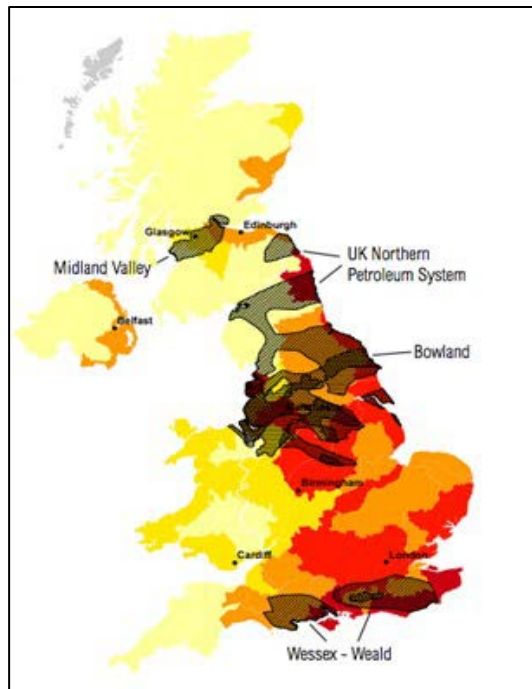 Glasgow
Edinburgh
Midland Valley
UK Northern
Petroleum System
Belfast
Bowland
Birmingham
Cardiff
London
Wessex - Weald